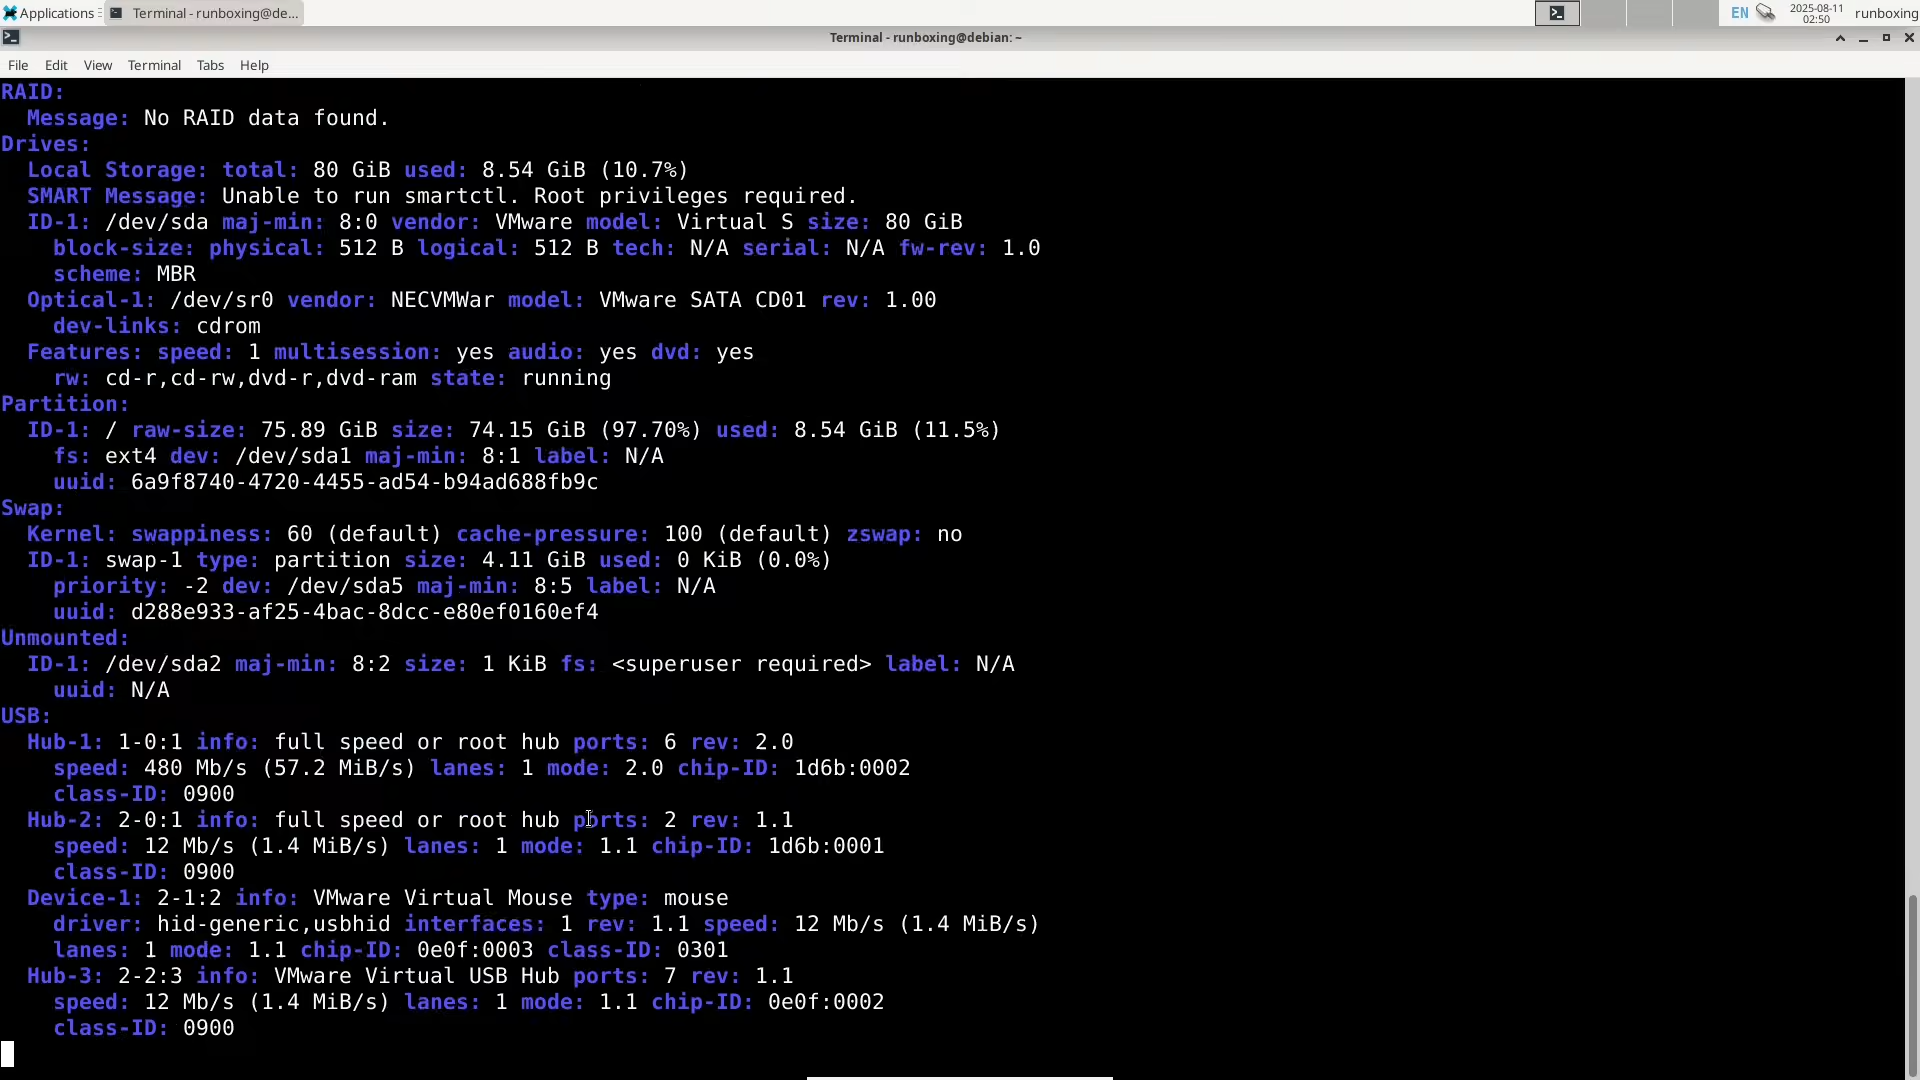 Applications Terminal - runboxing@de... EN 2025-08-11 02:50 runboxing
Terminal - runboxing@debian: ~
File Edit View Terminal Tabs Help
RAID:
Message: No RAID data found.
Drives:
Local Storage: total: 80 GiB used: 8.54 GiB (10.7%)
SMART Message: Unable to run smartctl. Root privileges required.
ID-1: /dev/sda maj-min: 8:0 vendor: VMware model: Virtual S size: 80 GiB
block-size: physical: 512 B logical: 512 B tech: N/A serial: N/A fw-rev: 1.0
scheme: MBR
Optical-1: /dev/sr0 vendor: NECVMWar model: VMware SATA CD01 rev: 1.00
dev-links: cdrom
Features: speed: 1 multisession: yes audio: yes dvd: yes
rw: cd-r,cd-rw,dvd-r,dvd-ram state: running
Partition:
ID-1: / raw-size: 75.89 GiB size: 74.15 GiB (97.70%) used: 8.54 GiB (11.5%)
fs: ext4 dev: /dev/sda1 maj-min: 8:1 label: N/A
uuid: 6a9f8740-4720-4455-ad54-b94ad688fb9c
Swap:
Kernel: swappiness: 60 (default) cache-pressure: 100 (default) zswap: no
ID-1: swap-1 type: partition size: 4.11 GiB used: 0 KiB (0.0%)
priority: -2 dev: /dev/sda5 maj-min: 8:5 label: N/A
uuid: d288e933-af25-4bac-8dcc-e80ef0160ef4
Unmounted:
ID-1: /dev/sda2 maj-min: 8:2 size: 1 KiB fs: <superuser required> label: N/A
uuid: N/A
USB:
Hub-1: 1-0:1 info: full speed or root hub ports: 6 rev: 2.0
speed: 480 Mb/s (57.2 MiB/s) lanes: 1 mode: 2.0 chip-ID: 1d6b:0002
class-ID: 0900
Hub-2: 2-0:1 info: full speed or root hub ports: 2 rev: 1.1
speed: 12 Mb/s (1.4 MiB/s) lanes: 1 mode: 1.1 chip-ID: 1d6b:0001
class-ID: 0900
Device-1: 2-1:2 info: VMware Virtual Mouse type: mouse
driver: hid-generic,usbhid interfaces: 1 rev: 1.1 speed: 12 Mb/s (1.4 MiB/s)
lanes: 1 mode: 1.1 chip-ID: 0e0f:0003 class-ID: 0301
Hub-3: 2-2:3 info: VMware Virtual USB Hub ports: 7 rev: 1.1
speed: 12 Mb/s (1.4 MiB/s) lanes: 1 mode: 1.1 chip-ID: 0e0f:0002
class-ID: 0900